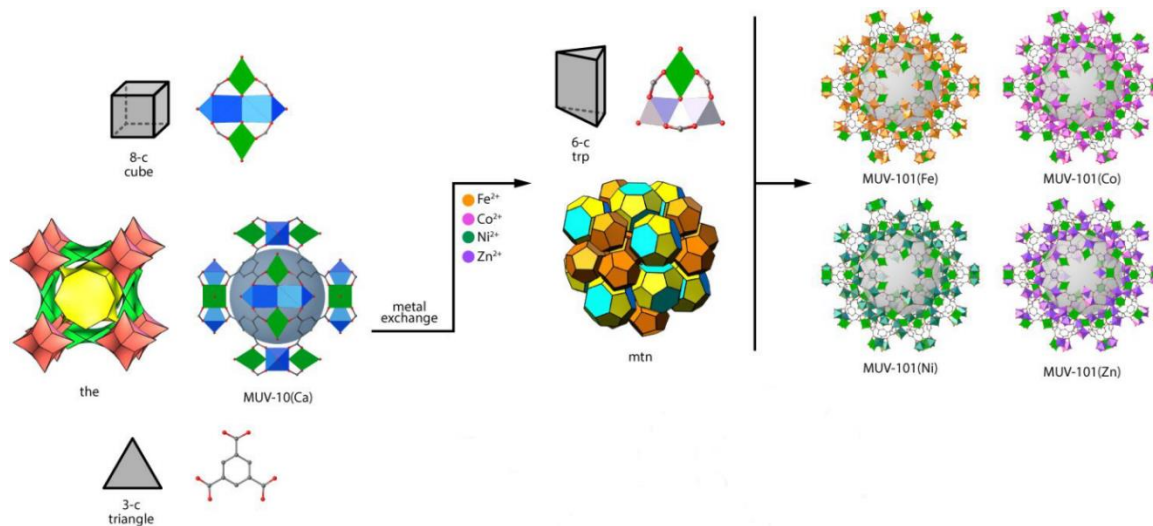 8-c
cube
the
MUV-10(Ca)
3-c
triangle
metal
exchange
Fe²⁺
Co²⁺
Ni²⁺
Zn²⁺
6-c
trp
mtn
MUV-101(Fe)
MUV-101(Co)
MUV-101(Ni)
MUV-101(Zn)